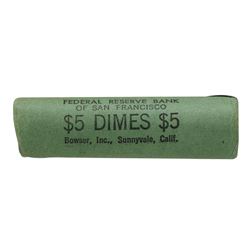 FEDERAL RESERVE BANK
OF SAN FRANCISCO
$5 DIMES $5
Bowser, Inc., Sunnyvale, Calif.